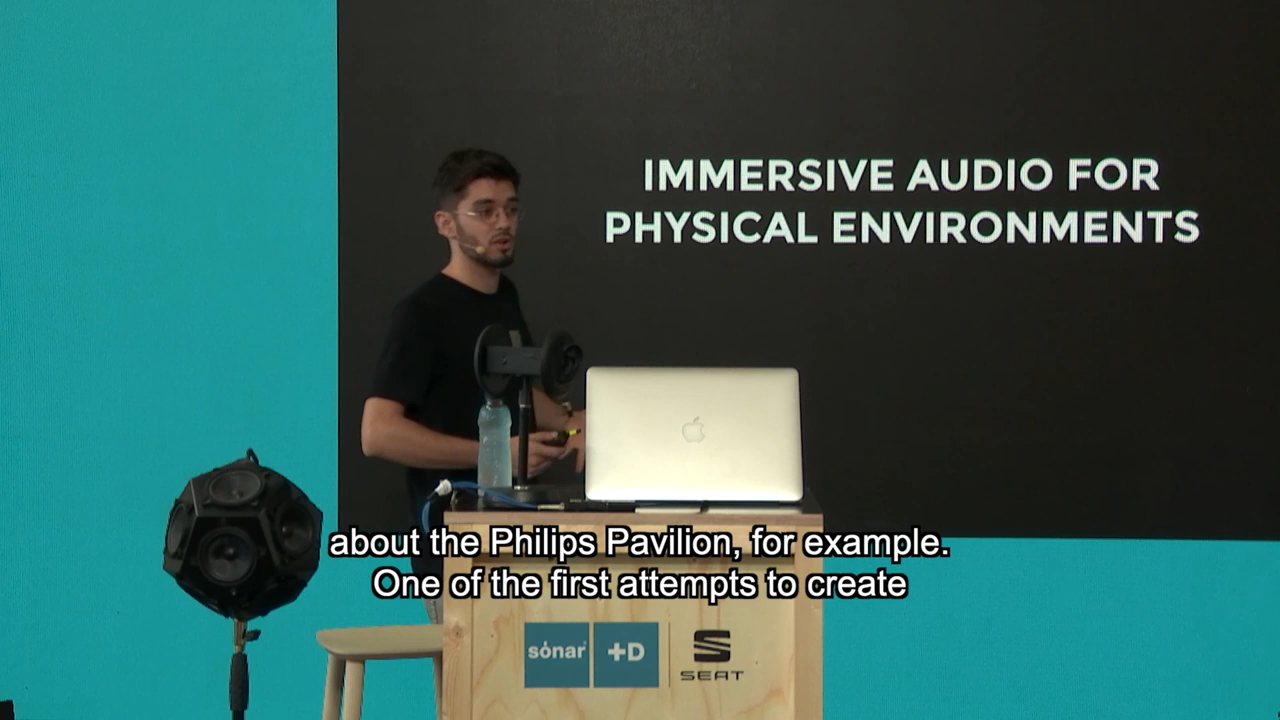 IMMERSIVE AUDIO FOR
PHYSICAL ENVIRONMENTS
about the Philips Pavilion, for example.
One of the first attempts to create
sónar
+D
SEAT